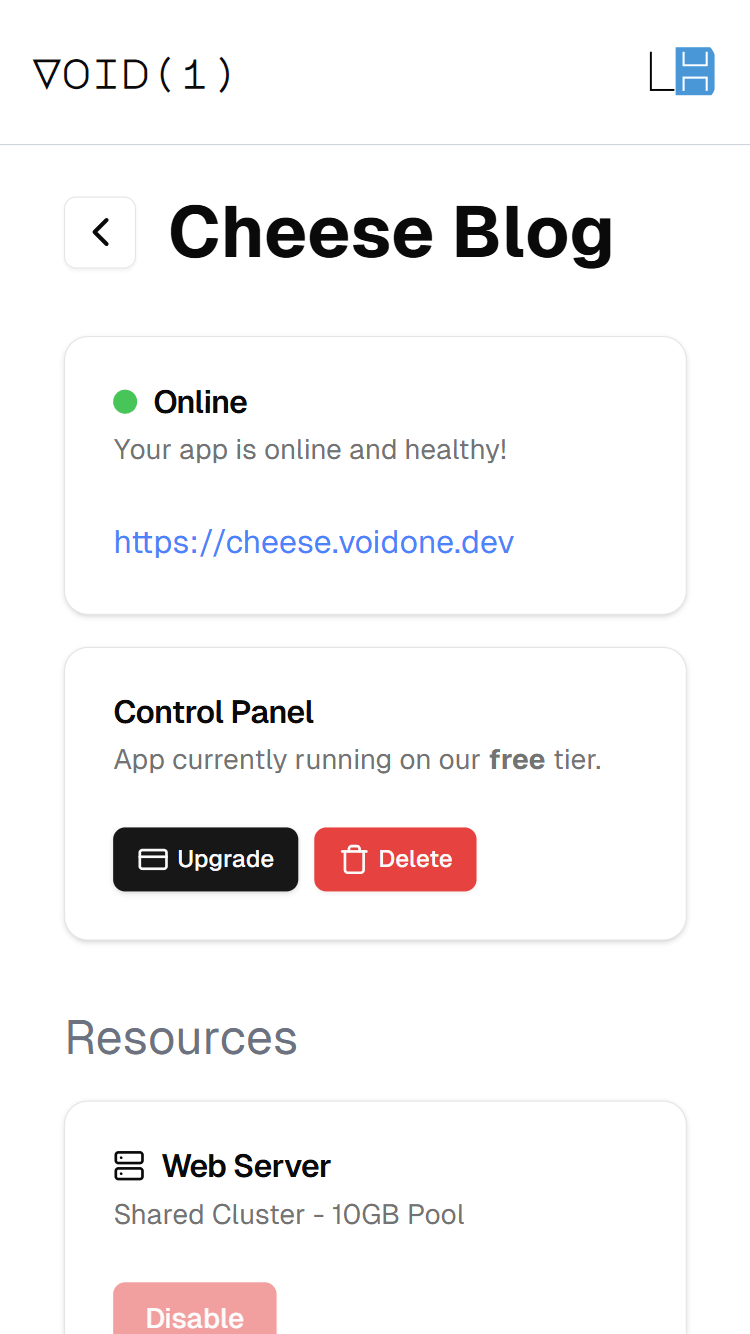 ▽OID(1)
Cheese Blog
Online
Your app is online and healthy!
https://cheese.voidone.dev
Control Panel
App currently running on our free tier.
Upgrade
Delete
Resources
Web Server
Shared Cluster - 10GB Pool
Disable